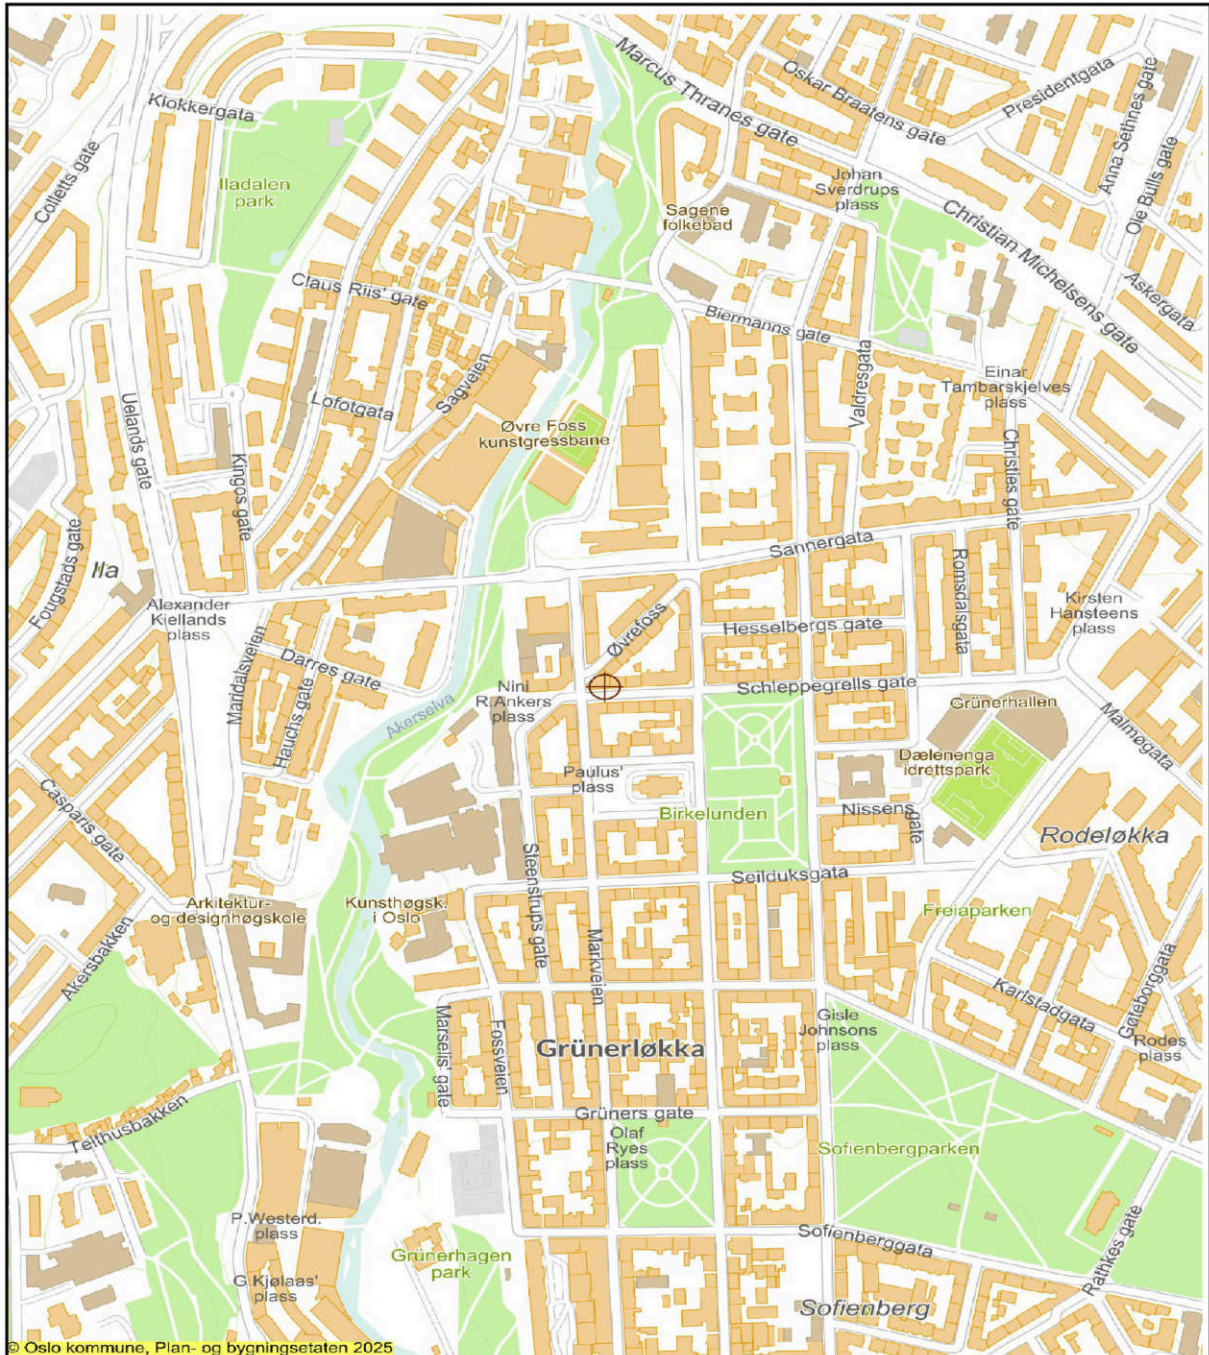 Marcus Thranes gate
Oskar Braatens gate
Presidentgata
Anna Sethnes gate
Ole Bulls gate
Klokkergata
Colletts gate
Iladalen
park
Johan
Sverdrups
plass
Sagene
folkebad
Christian Michelsens gate
Askergata
Claus Riis' gate
Biermanns gate
Einar
Tambarskjelves
plass
Valdresgata
Sagveien
Lofotgata
Uelands gate
Øvre Foss
kunstgressbane
Christies gate
Kingos gate
Sannergata
Fougstads gate
Ila
Romsdalsgata
Alexander
Kiellands
plass
Kirsten
Hansteens
plass
Øvrefoss
Hesselbergs gate
Maridalsveien
Darres gate
Hauchs gate
Nini
R.Ankers
plass
Schleppegrells gate
Grünerhallen
Akerselva
Malmøgata
Dælenenga
idrettspark
Paulus'
plass
Casparis gate
Birkelunden
Nissens
gate
Rodeløkka
Steenstrups gate
Seilduksgata
Arkitektur-
og designhøgskole
Kunsthøgsk.
i Oslo
Freiaparken
Akersbakken
Markveien
Karlstadgata
Gøteborggata
Marselis' gate
Fossveien
Gisle
Johnsons
plass
Rodes
plass
Grünerløkka
Telthusbakken
Grüners gate
Olaf
Ryes
plass
Sofienbergparken
P.Westerd.
plass
Sofienberggata
Rathkes gate
Grünerhagen
park
G.Kjølaas'
plass
Sofienberg
© Oslo kommune, Plan- og bygningsetaten 2025